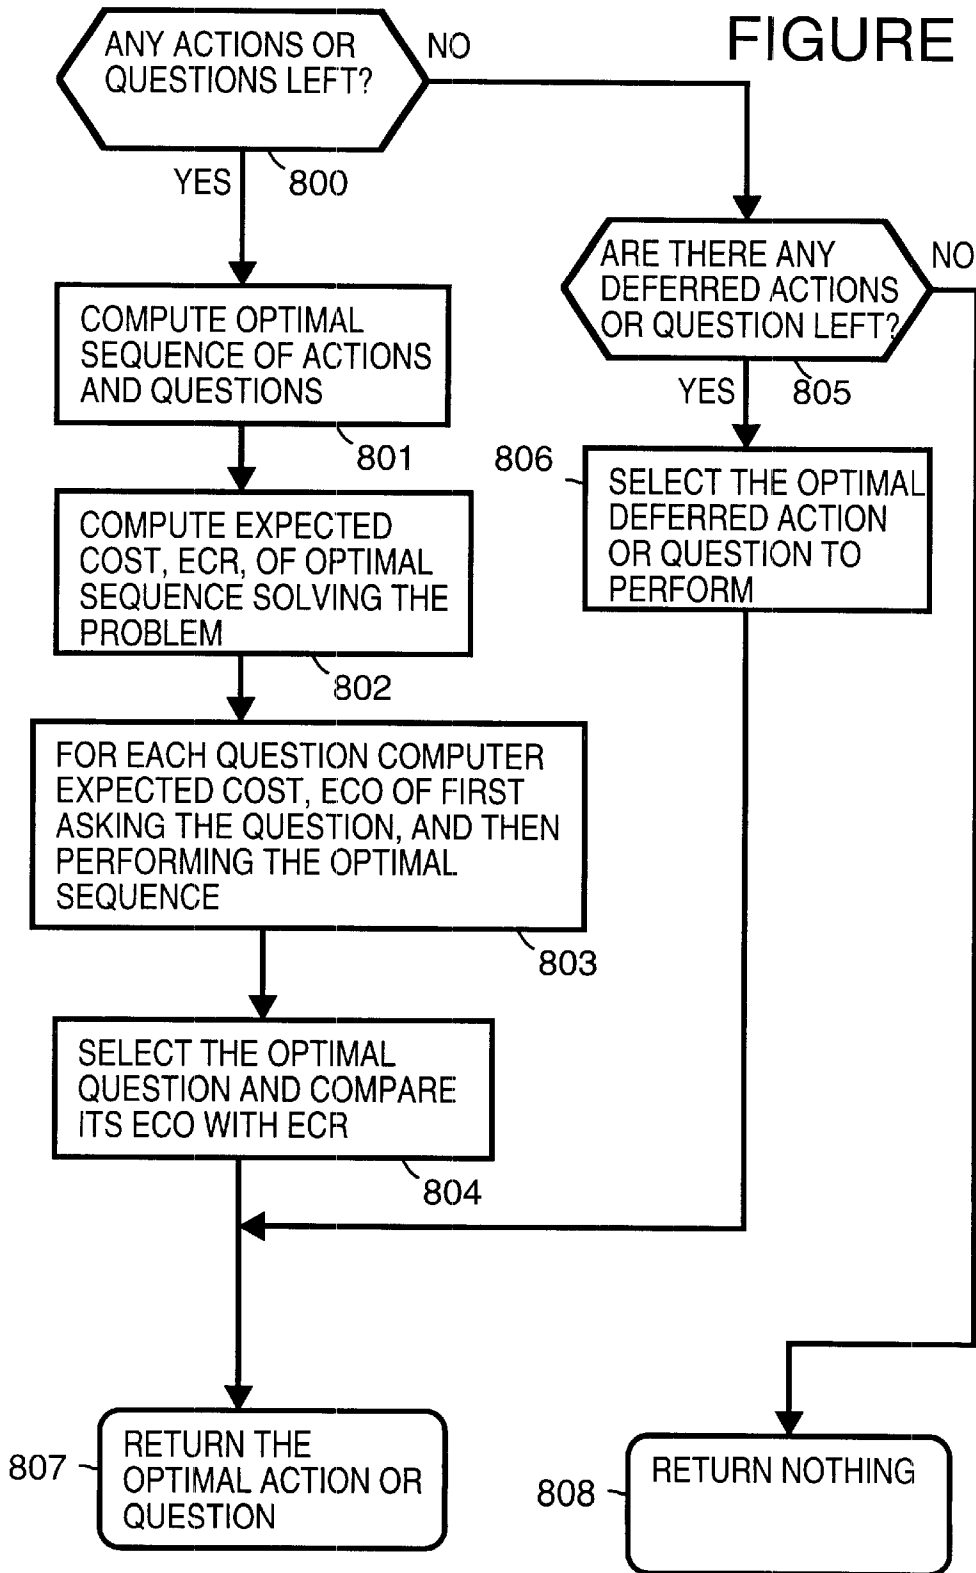 FIGURE
ANY ACTIONS OR
QUESTIONS LEFT?
NO
YES
800
ARE THERE ANY
DEFERRED ACTIONS
OR QUESTION LEFT?
NO
YES
805
COMPUTE OPTIMAL
SEQUENCE OF ACTIONS
AND QUESTIONS
801
806
SELECT THE OPTIMAL
DEFERRED ACTION
OR QUESTION TO
PERFORM
COMPUTE EXPECTED
COST, ECR, OF OPTIMAL
SEQUENCE SOLVING THE
PROBLEM
802
FOR EACH QUESTION COMPUTER
EXPECTED COST, ECO OF FIRST
ASKING THE QUESTION, AND THEN
PERFORMING THE OPTIMAL
SEQUENCE
803
SELECT THE OPTIMAL
QUESTION AND COMPARE
ITS ECO WITH ECR
804
807
RETURN THE
OPTIMAL ACTION OR
QUESTION
808
RETURN NOTHING